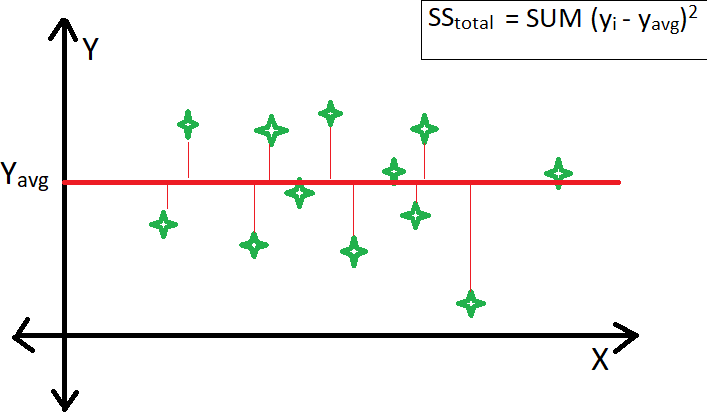 SStotal = SUM (yi - yavg)2
Y
Yavg
X